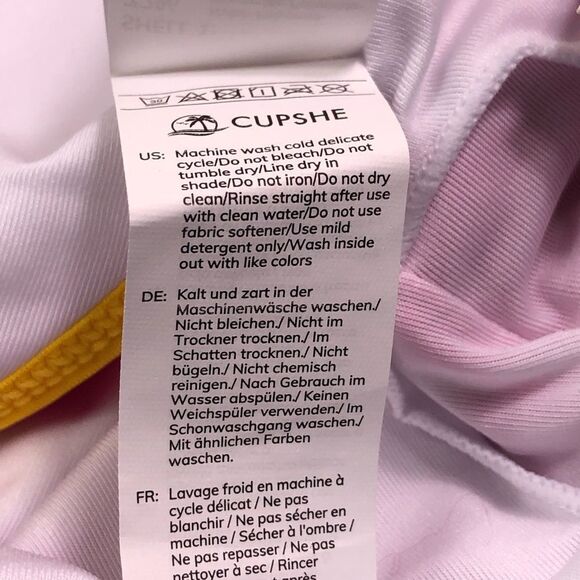 30
CUPSHE
US: Machine wash cold delicate
cycle/Do not bleach/Do not
tumble dry/Line dry in
shade/Do not iron/Do not dry
clean/Rinse straight after use
with clean water/Do not use
fabric softener/Use mild
detergent only/Wash inside
out with like colors
DE: Kalt und zart in der
Maschinenwäsche waschen./
Nicht bleichen./ Nicht im
Trockner trocknen./ Im
Schatten trocknen./ Nicht
bügeln./ Nicht chemisch
reinigen./ Nach Gebrauch im
Wasser abspülen./ Keinen
Weichspüler verwenden./ Im
Schonwaschgang waschen./
Mit ähnlichen Farben
waschen.
FR: Lavage froid en machine à
cycle délicat / Ne pas
blanchir / Ne pas sécher en
machine / Sécher à l'ombre /
Ne pas repasser / Ne pas
nettoyer à sec / Rincer
après